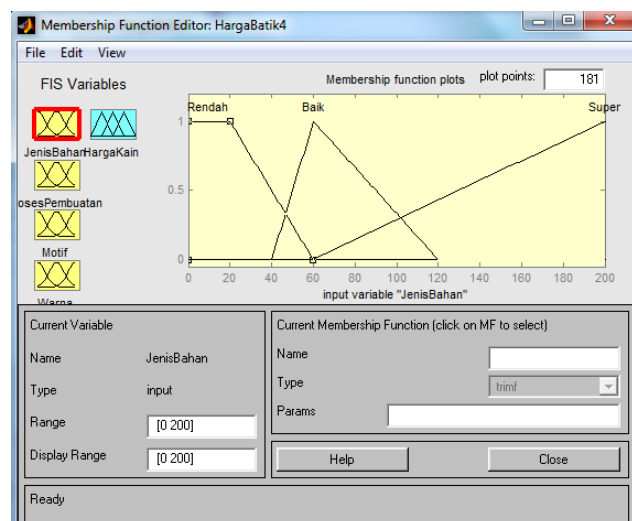 Membership Function Editor: HargaBatik4
File Edit View
FIS Variables
Membership function plots plot points: 181
Rendah Baik Super
1
0.5
0
JenisBahan HargaKain
osesPembuatan
Motif
Warna
0 20 40 60 80 100 120 140 160 180 200
input variable "JenisBahan"
Current Variable
Name JenisBahan
Type input
Range [0 200]
Display Range [0 200]
Current Membership Function (click on MF to select)
Name
Type trimf
Params
Help Close
Ready